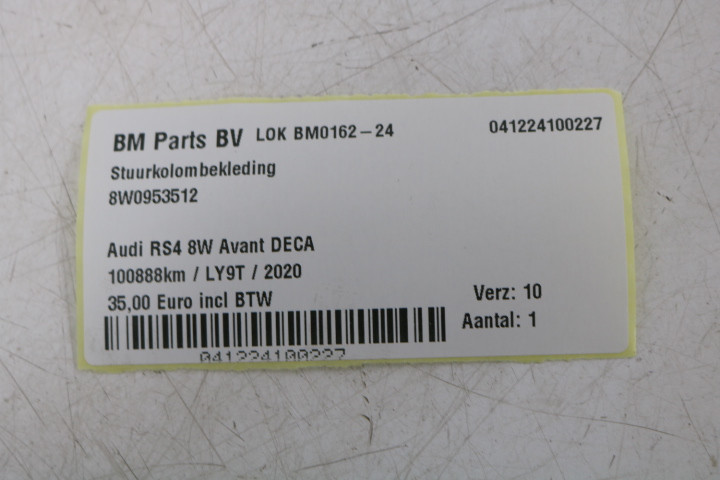 BM Parts BV LOK BM0162-24 041224100227
Stuurkolombekleding
8W0953512
Audi RS4 8W Avant DECA
100888km / LY9T / 2020
35,00 Euro incl BTW
Verz: 10
Aantal: 1
041224100227